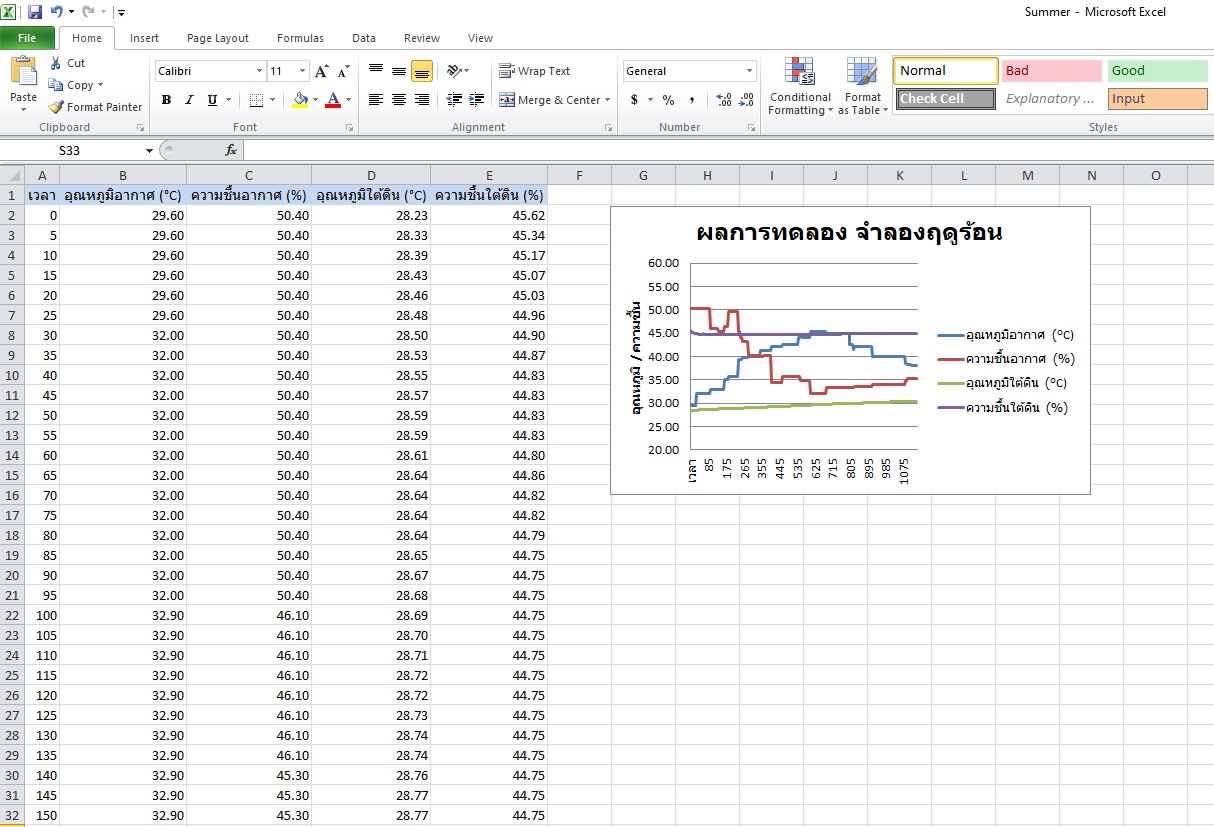 Summer - Microsoft Excel
File Home Insert Page Layout Formulas Data Review View
Paste Cut Copy Format Painter Clipboard
Calibri 11 A A B I U A Font
Wrap Text Merge & Center Alignment
General $ % , .00 .0 Number
Conditional Formatting Format as Table
Normal Bad Good
Check Cell Explanatory ... Input
Styles
S33 fx
A B C D E F G H I J K L M N O
1 เวลา อุณหภูมิอากาศ (°C) ความชื้นอากาศ (%) อุณหภูมิใต้ดิน (°C) ความชื้นใต้ดิน (%)
2 0 29.60 50.40 28.23 45.62
3 5 29.60 50.40 28.33 45.34
4 10 29.60 50.40 28.39 45.17
5 15 29.60 50.40 28.43 45.07
6 20 29.60 50.40 28.46 45.03
7 25 29.60 50.40 28.48 44.96
8 30 32.00 50.40 28.50 44.90
9 35 32.00 50.40 28.53 44.87
10 40 32.00 50.40 28.55 44.83
11 45 32.00 50.40 28.57 44.83
12 50 32.00 50.40 28.59 44.83
13 55 32.00 50.40 28.59 44.83
14 60 32.00 50.40 28.61 44.80
15 65 32.00 50.40 28.64 44.86
16 70 32.00 50.40 28.64 44.82
17 75 32.00 50.40 28.64 44.82
18 80 32.00 50.40 28.64 44.79
19 85 32.00 50.40 28.65 44.75
20 90 32.00 50.40 28.67 44.75
21 95 32.00 50.40 28.68 44.75
22 100 32.90 46.10 28.69 44.75
23 105 32.90 46.10 28.70 44.75
24 110 32.90 46.10 28.71 44.75
25 115 32.90 46.10 28.72 44.75
26 120 32.90 46.10 28.72 44.75
27 125 32.90 46.10 28.73 44.75
28 130 32.90 46.10 28.74 44.75
29 135 32.90 46.10 28.74 44.75
30 140 32.90 45.30 28.76 44.75
31 145 32.90 45.30 28.77 44.75
32 150 32.90 45.30 28.77 44.75
ผลการทดลอง จำลองฤดูร้อน
อุณหภูมิ / ความชื้น
60.00
55.00
50.00
45.00
40.00
35.00
30.00
25.00
20.00
เวลา 85 175 265 355 445 535 625 715 805 895 985 1075
อุณหภูมิอากาศ (°C)
ความชื้นอากาศ (%)
อุณหภูมิใต้ดิน (°C)
ความชื้นใต้ดิน (%)